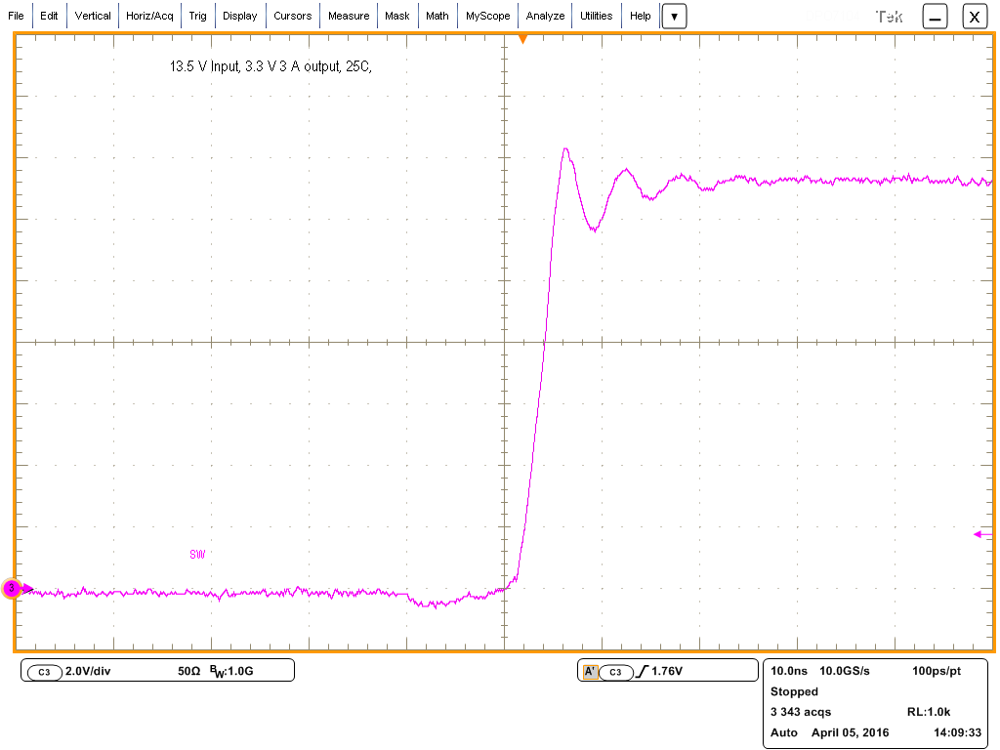 File Edit Vertical Horiz/Acq Trig Display Cursors Measure Mask Math MyScope Analyze Utilities Help ▼ Tek X
13.5 V Input, 3.3 V 3 A output, 25C,
SW
3
C3 2.0V/div 50Ω BW:1.0G
A' C3 1.76V
10.0ns 10.0GS/s 100ps/pt
Stopped
3 343 acqs RL:1.0k
Auto April 05, 2016 14:09:33